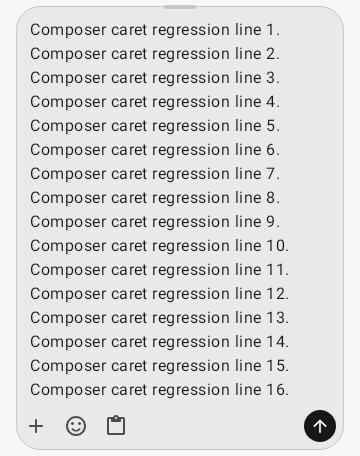 Composer caret regression line 1.
Composer caret regression line 2.
Composer caret regression line 3.
Composer caret regression line 4.
Composer caret regression line 5.
Composer caret regression line 6.
Composer caret regression line 7.
Composer caret regression line 8.
Composer caret regression line 9.
Composer caret regression line 10.
Composer caret regression line 11.
Composer caret regression line 12.
Composer caret regression line 13.
Composer caret regression line 14.
Composer caret regression line 15.
Composer caret regression line 16.